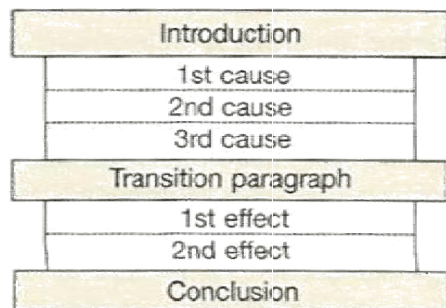 Introduction
1st cause
2nd cause
3rd cause
Transition paragraph
1st effect
2nd effect
Conclusion